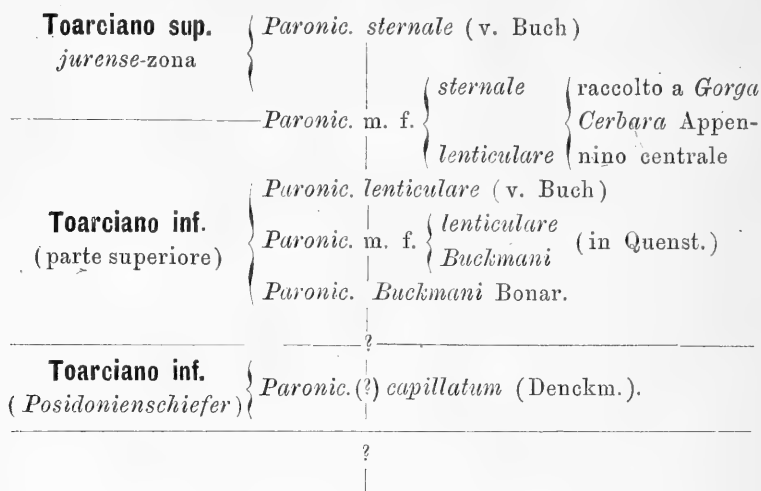 Toarciano sup.
jurense-zona
Paronic. sternale (v. Buch)
Paronic. m. f. sternale lenticulare
raccolto a Gorga
Cerbara Appen-
nino centrale
Toarciano inf.
(parte superiore)
Paronic. lenticulare (v. Buch)
Paronic. m. f. lenticulare Buckmani (in Quenst.)
Paronic. Buckmani Bonar.
?
Toarciano inf.
(Posidonienschiefer)
Paronic. (?) capillatum (Denckm.).
?